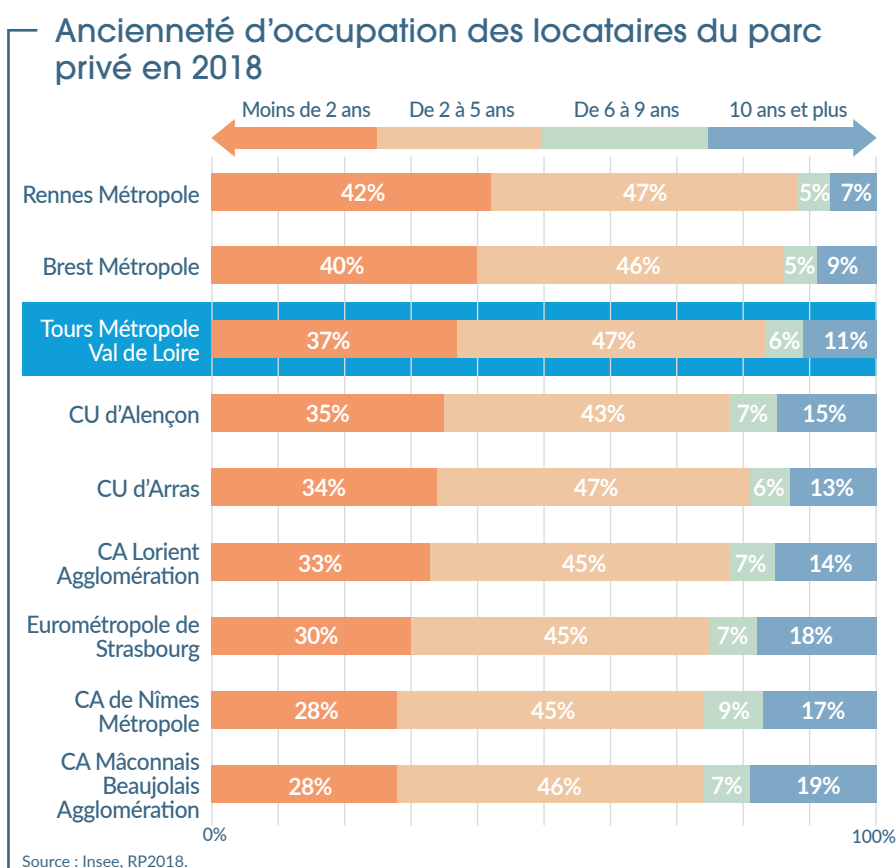 Ancienneté d'occupation des locataires du parc
privé en 2018
Moins de 2 ans De 2 à 5 ans De 6 à 9 ans 10 ans et plus
Rennes Métropole 42% 47% 5% 7%
Brest Métropole 40% 46% 5% 9%
Tours Métropole
Val de Loire 37% 47% 6% 11%
CU d'Alençon 35% 43% 7% 15%
CU d'Arras 34% 47% 6% 13%
CA Lorient
Agglomération 33% 45% 7% 14%
Eurométropole de
Strasbourg 30% 45% 7% 18%
CA de Nîmes
Métropole 28% 45% 9% 17%
CA Mâconnais
Beaujolais
Agglomération 28% 46% 7% 19%
0% 100%
Source : Insee, RP2018.